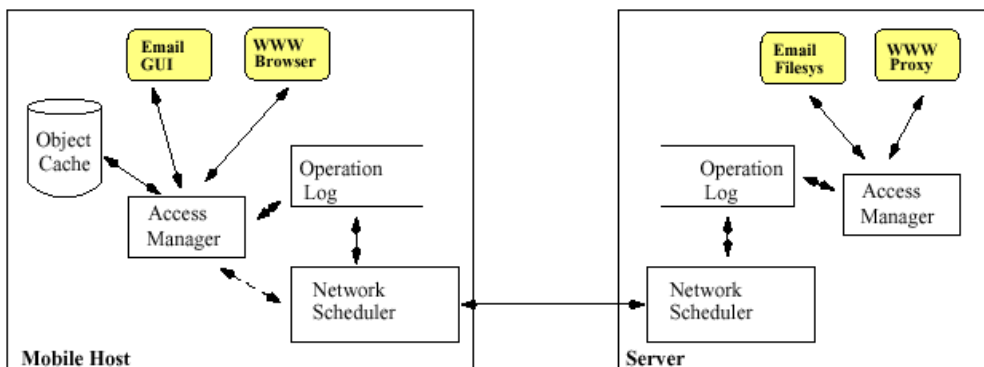 Email
GUI
WWW
Browser
Email
Filesys
WWW
Proxy
Object
Cache
Operation
Log
Access
Manager
Operation
Log
Access
Manager
Network
Scheduler
Network
Scheduler
Mobile Host
Server